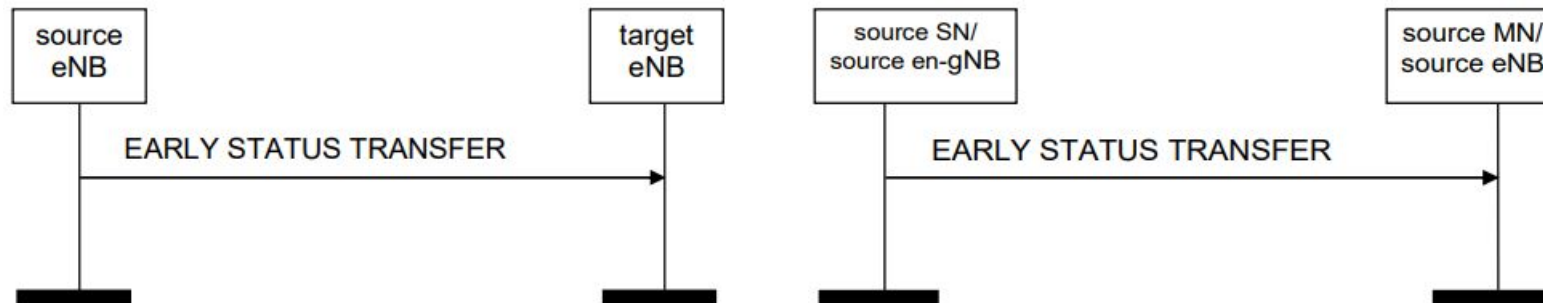 source
eNB
target
eNB
EARLY STATUS TRANSFER
source SN/
source en-gNB
source MN/
source eNB
EARLY STATUS TRANSFER